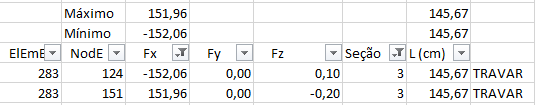 Máximo 151,96 145,67
Mínimo -152,06 145,67
ElEmE NodE Fx Fy Fz Seção L (cm)
283 124 -152,06 0,00 0,10 3 145,67 TRAVAR
283 151 151,96 0,00 -0,20 3 145,67 TRAVAR